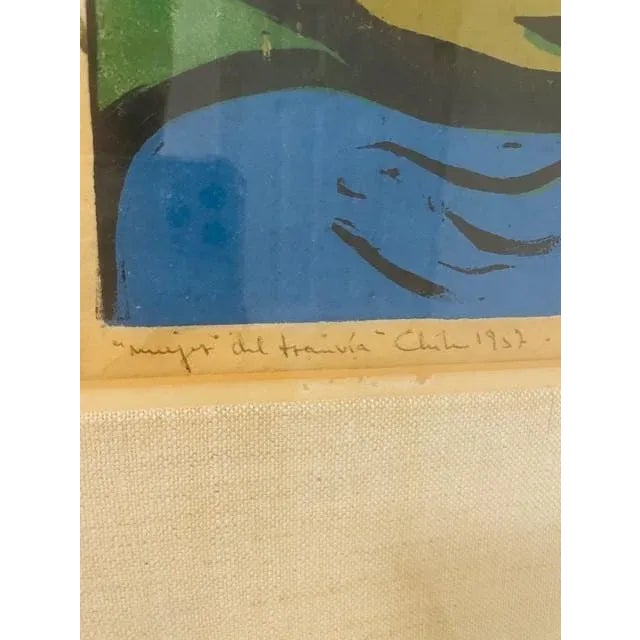 "mujer del tranvía" Chile 1957.